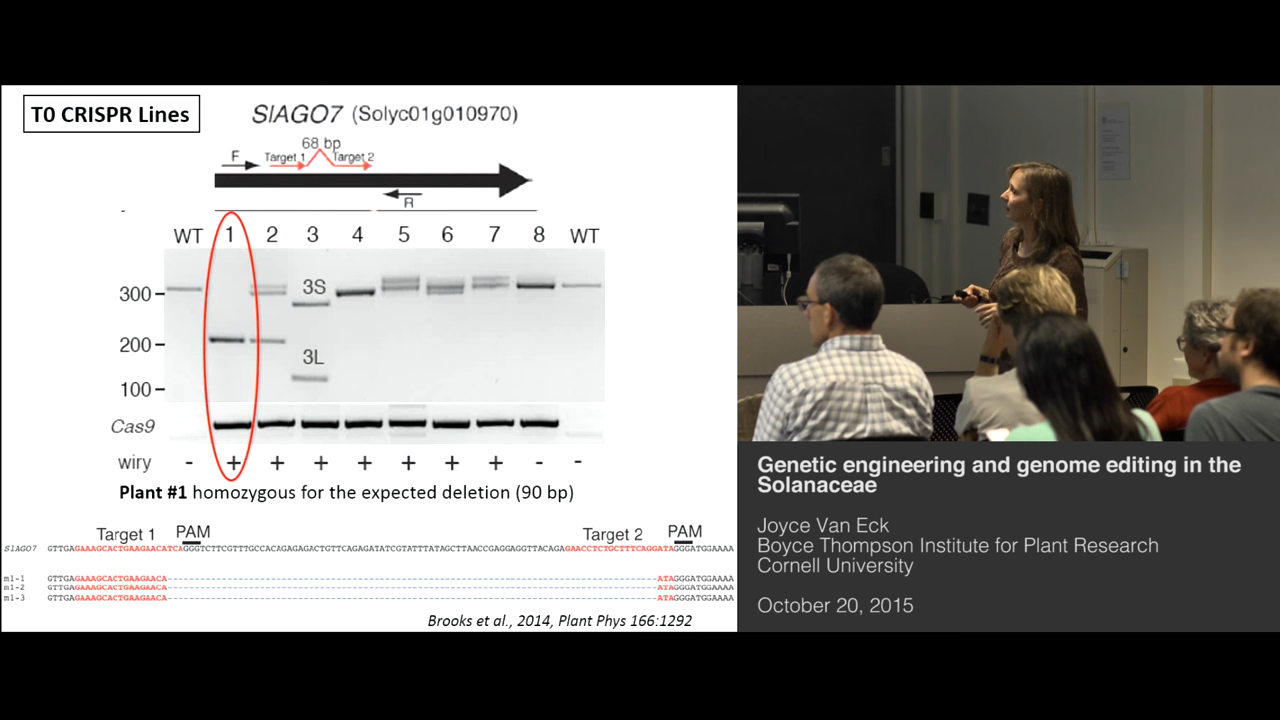 T0 CRISPR Lines
SlAGO7 (Solyc01g010970)
68 bp
F Target 1 Target 2
R
WT 1 2 3 4 5 6 7 8 WT
300
3S
200
3L
100
Cas9
wiry - + + + + + + + - -
Plant #1 homozygous for the expected deletion (90 bp)
Target 1 PAM Target 2 PAM
SlAGO7 GTTGAGAAAGCACTGAAGAACATCAGGGTCTTCGTTTGCCACAGAGAGACTGTTCAGAGATATCGTATTTATAGCTTAACCGAGGAGGTTACAGAGAACCTCTGCTTTCAGGATAGGGATGGAAAA
m1-1 GTTGAGAAAGCACTGAAGAACA--------------------ATAGGGATGGAAAA
m1-2 GTTGAGAAAGCACTGAAGAACA--------------------ATAGGGATGGAAAA
m1-3 GTTGAGAAAGCACTGAAGAACA--------------------ATAGGGATGGAAAA
Brooks et al., 2014, Plant Phys 166:1292
Genetic engineering and genome editing in the
Solanaceae
Joyce Van Eck
Boyce Thompson Institute for Plant Research
Cornell University
October 20, 2015